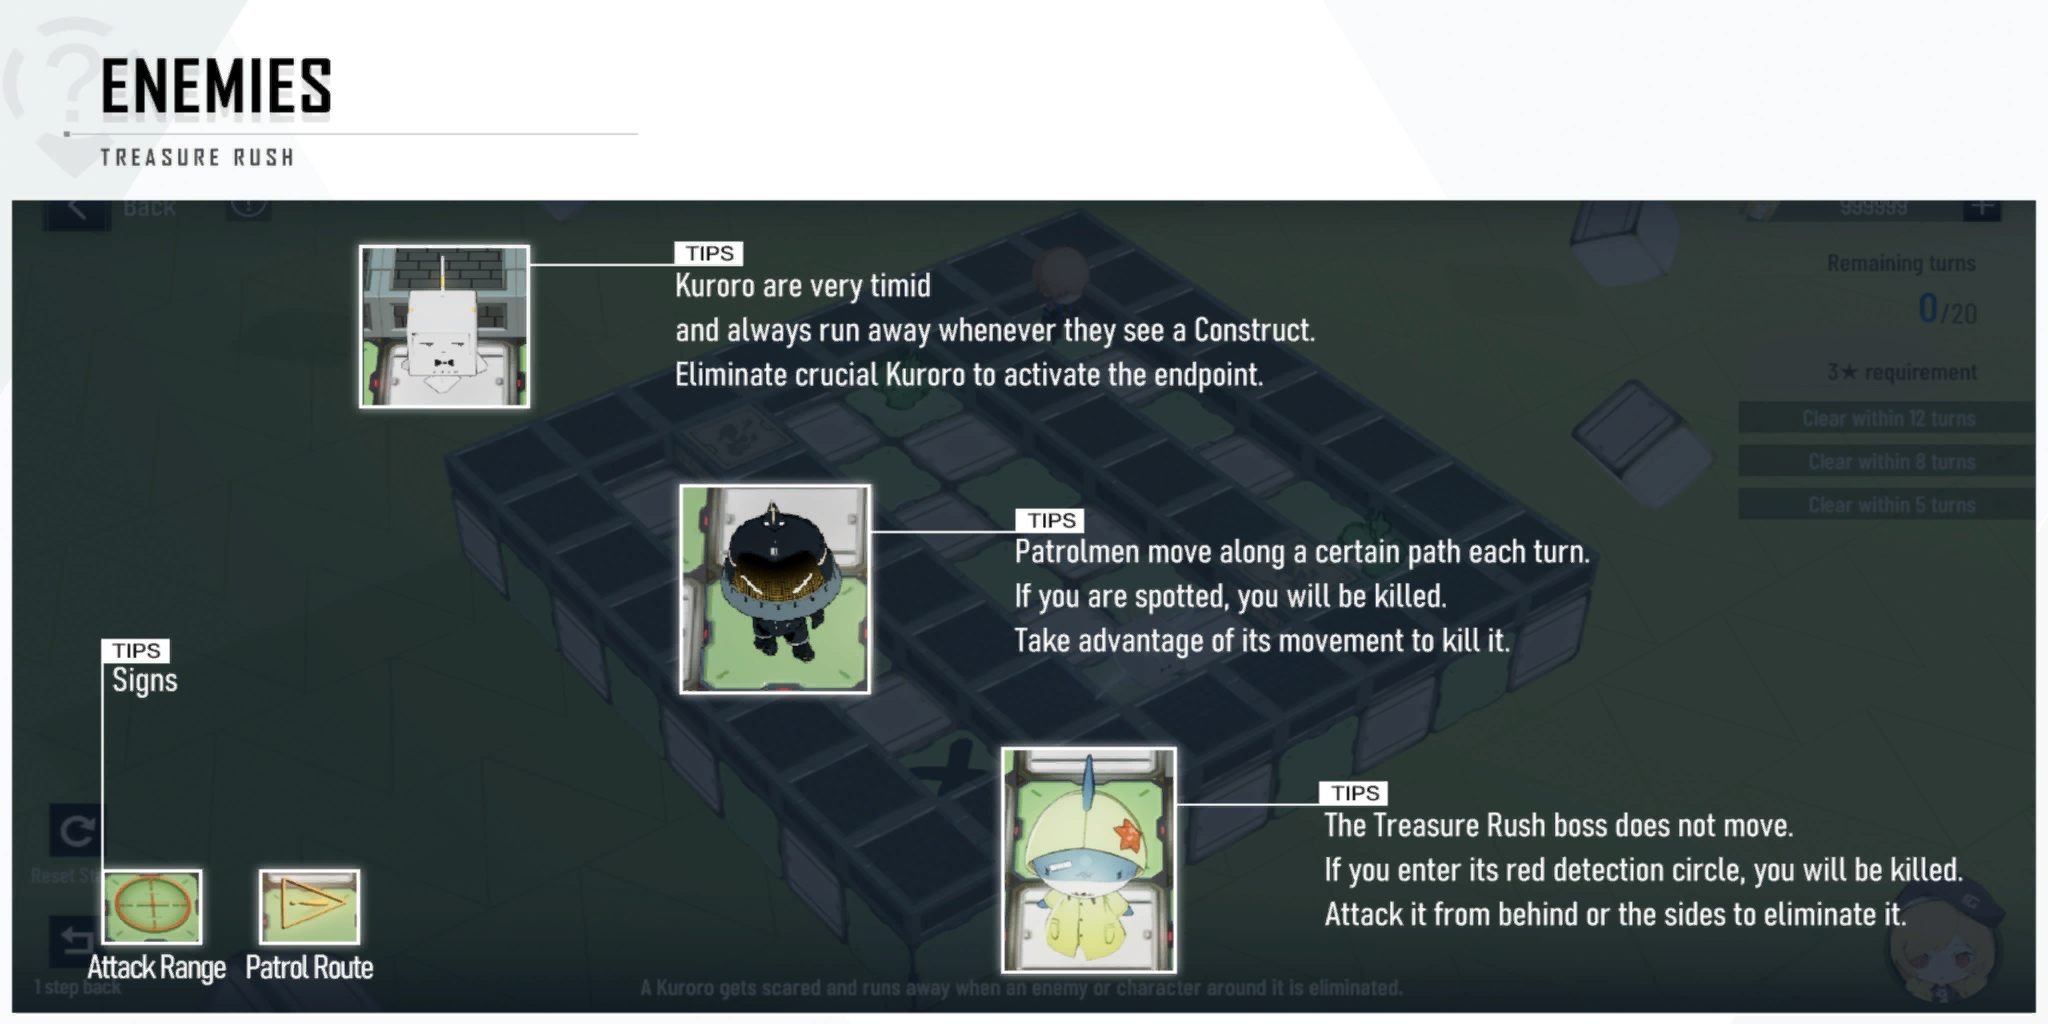 ENEMIES
TREASURE RUSH
Back
999999
Remaining turns
0/20
3★ requirement
Clear within 12 turns
Clear within 8 turns
Clear within 5 turns
TIPS
Kuroro are very timid
and always run away whenever they see a Construct.
Eliminate crucial Kuroro to activate the endpoint.
TIPS
Patrolmen move along a certain path each turn.
If you are spotted, you will be killed.
Take advantage of its movement to kill it.
TIPS
Signs
Attack Range
Patrol Route
TIPS
The Treasure Rush boss does not move.
If you enter its red detection circle, you will be killed.
Attack it from behind or the sides to eliminate it.
Reset
1 step back
A Kuroro gets scared and runs away when an enemy or character around it is eliminated.